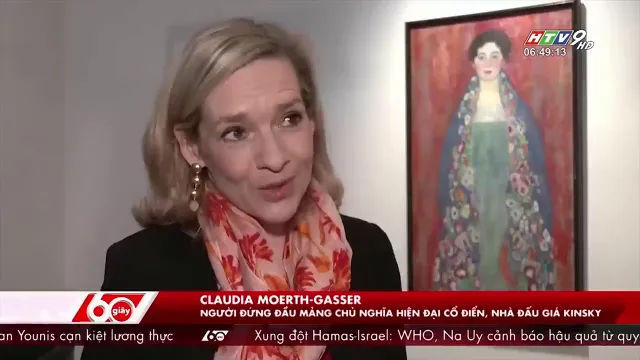 HTV9 HD
06:49:13
CLAUDIA MOERTH-GASSER
NGƯỜI ĐỨNG ĐẦU MẢNG CHỦ NGHĨA HIỆN ĐẠI CỔ ĐIỂN, NHÀ ĐẤU GIÁ KINSKY
60 giây
an Younis cạn kiệt lương thực
Xung đột Hamas-Israel: WHO, Na Uy cảnh báo hậu quả từ quy